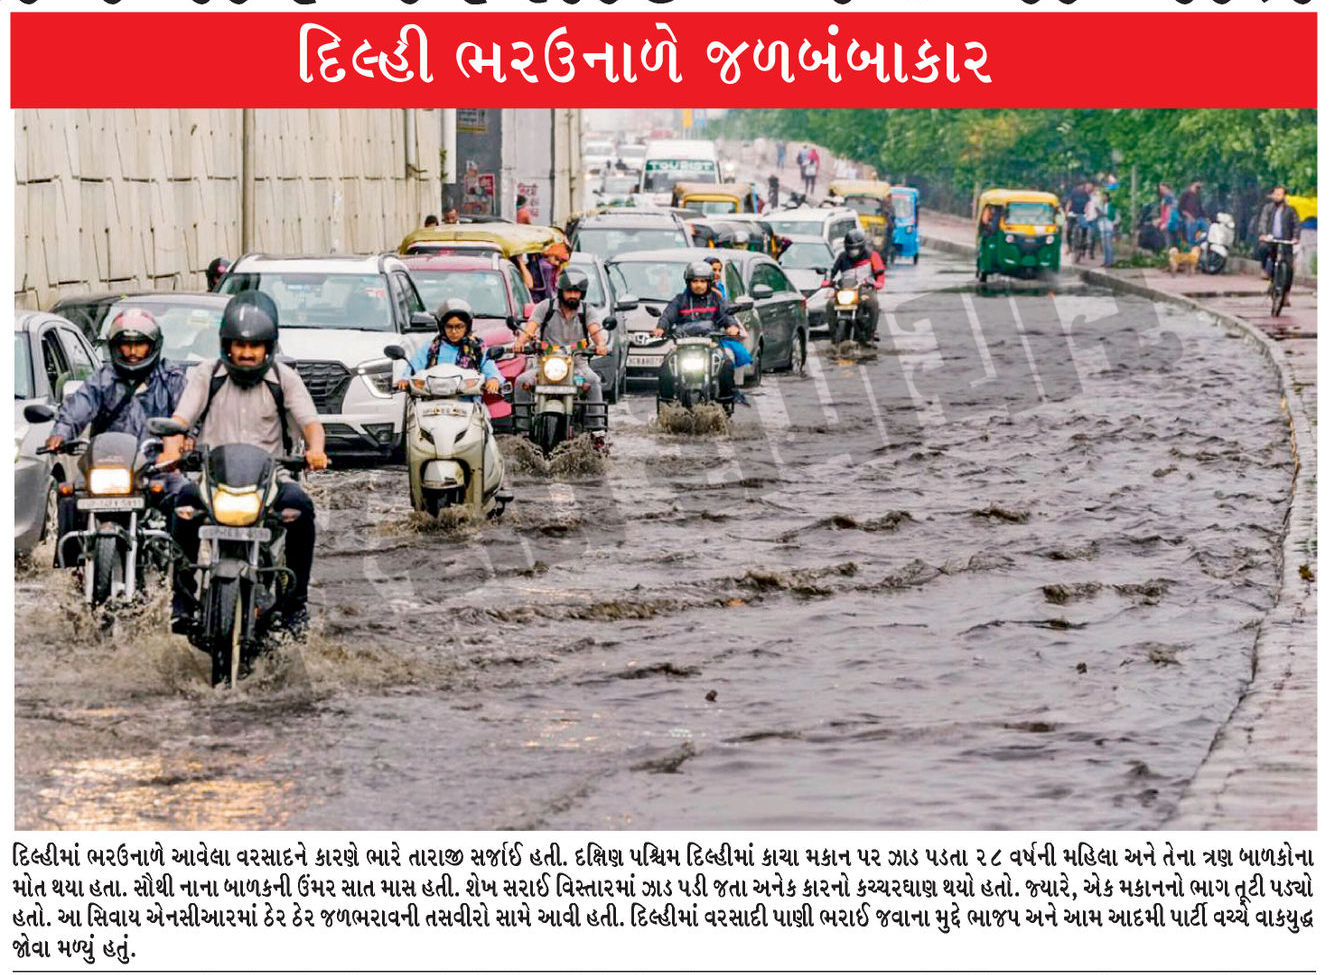 દિલ્હી ભરઉનાળે જળબંબાકાર
TOURIST
દિલ્હીમાં ભરઉનાળે આવેલા વરસાદને કારણે ભારે તારાજી સર્જાઈ હતી. દક્ષિણ પશ્ચિમ દિલ્હીમાં કાચા મકાન પર ઝાડ પડતા ૨૮ વર્ષની મહિલા અને તેના ત્રણ બાળકોના
મોત થયા હતા. સૌથી નાના બાળકની ઉંમર સાત માસ હતી. શેખ સરાઈ વિસ્તારમાં ઝાડ પડી જતા અનેક કારનો કચ્ચરઘાણ થયો હતો. જ્યારે, એક મકાનનો ભાગ તૂટી પડ્યો
હતો. આ સિવાય એનસીઆરમાં ઠેર ઠેર જળભરાવની તસવીરો સામે આવી હતી. દિલ્હીમાં વરસાદી પાણી ભરાઈ જવાના મુદ્દે ભાજપ અને આમ આદમી પાર્ટી વચ્ચે વાકયુદ્ધ
જોવા મળ્યું હતું.